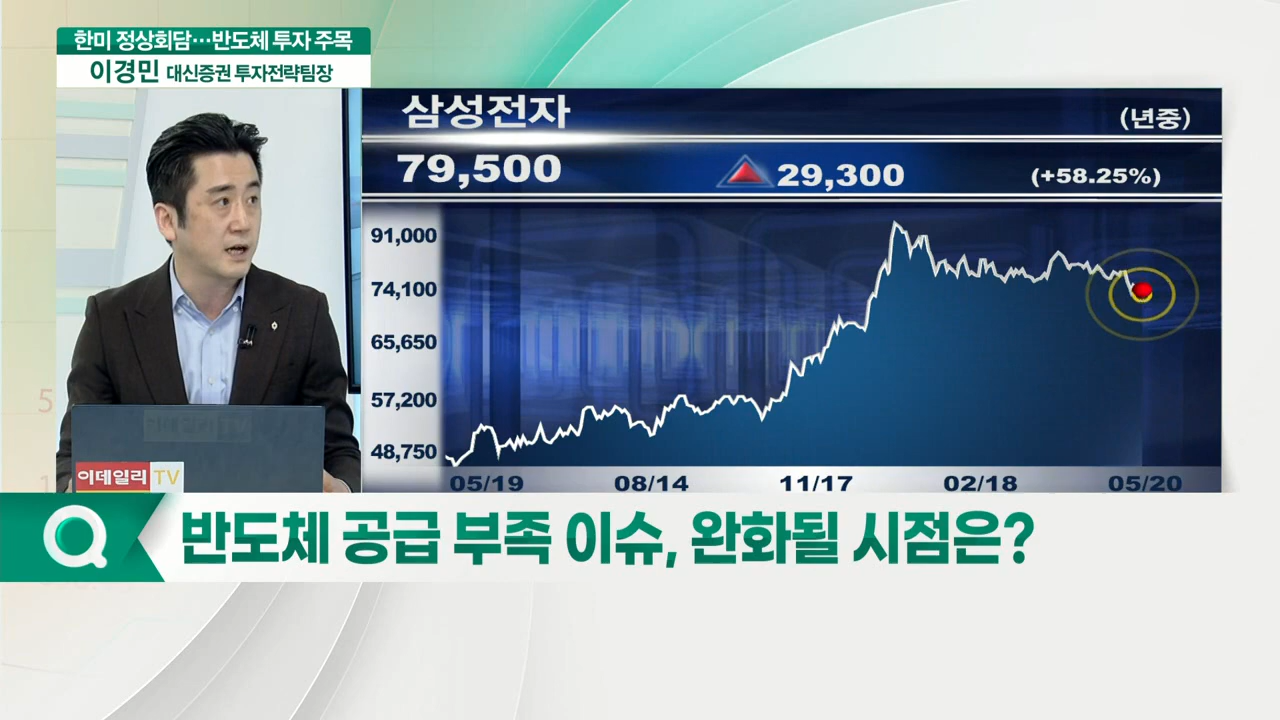 한미 정상회담…반도체 투자 주목
이경민 대신증권 투자전략팀장
삼성전자 (년중)
79,500 29,300 (+58.25%)
91,000
74,100
65,650
57,200
48,750
05/19 08/14 11/17 02/18 05/20
이데일리 TV
반도체 공급 부족 이슈, 완화될 시점은?